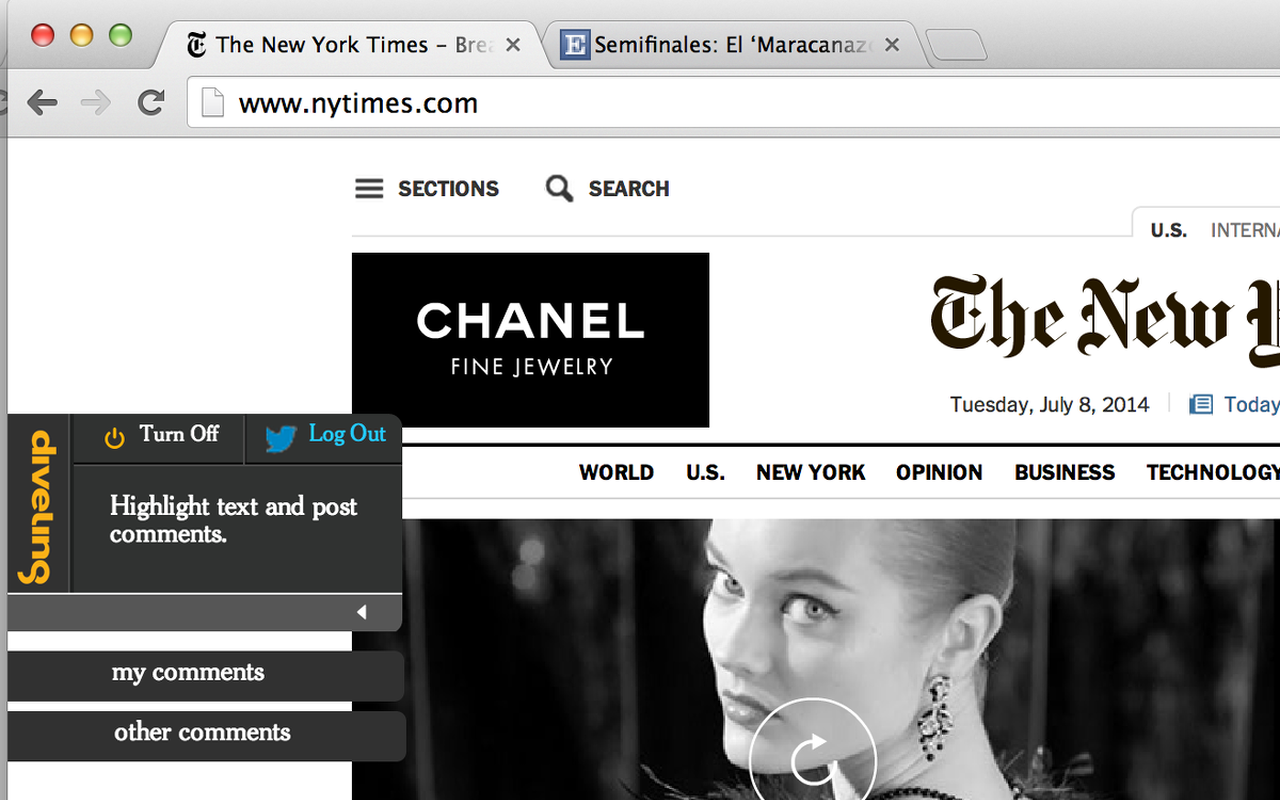 The New York Times – Brea
Semifinales: El ‘Maracanazo
www.nytimes.com
SECTIONS SEARCH
U.S. INTERNA
CHANEL
FINE JEWELRY
The New Y
Tuesday, July 8, 2014 Today
WORLD U.S. NEW YORK OPINION BUSINESS TECHNOLOGY
diveung
Turn Off Log Out
Highlight text and post
comments.
my comments
other comments